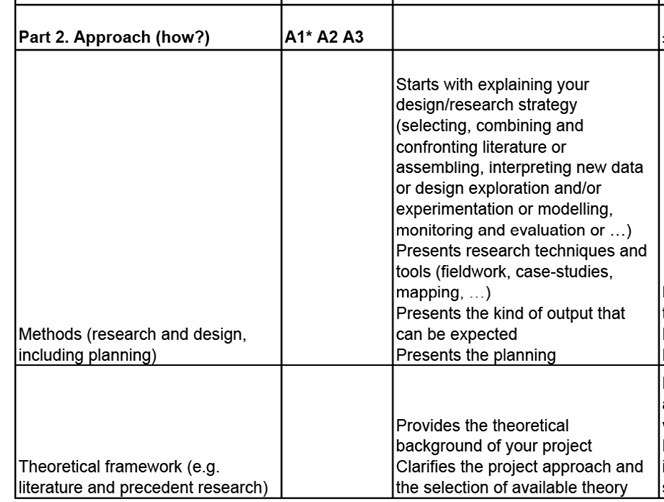 Part 2. Approach (how?) A1* A2 A3
Starts with explaining your
design/research strategy
(selecting, combining and
confronting literature or
assembling, interpreting new data
or design exploration and/or
experimentation or modelling,
monitoring and evaluation or …)
Presents research techniques and
tools (fieldwork, case-studies,
mapping, …)
Presents the kind of output that
can be expected
Presents the planning
Methods (research and design,
including planning)
Provides the theoretical
background of your project
Clarifies the project approach and
the selection of available theory
Theoretical framework (e.g.
literature and precedent research)